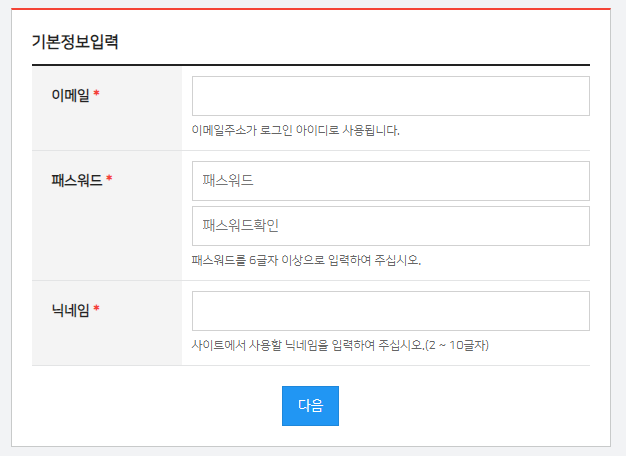 기본정보입력
이메일 *
이메일주소가 로그인 아이디로 사용됩니다.
패스워드 *
패스워드
패스워드확인
패스워드를 6글자 이상으로 입력하여 주십시오.
닉네임 *
사이트에서 사용할 닉네임을 입력하여 주십시오.(2 ~ 10글자)
다음